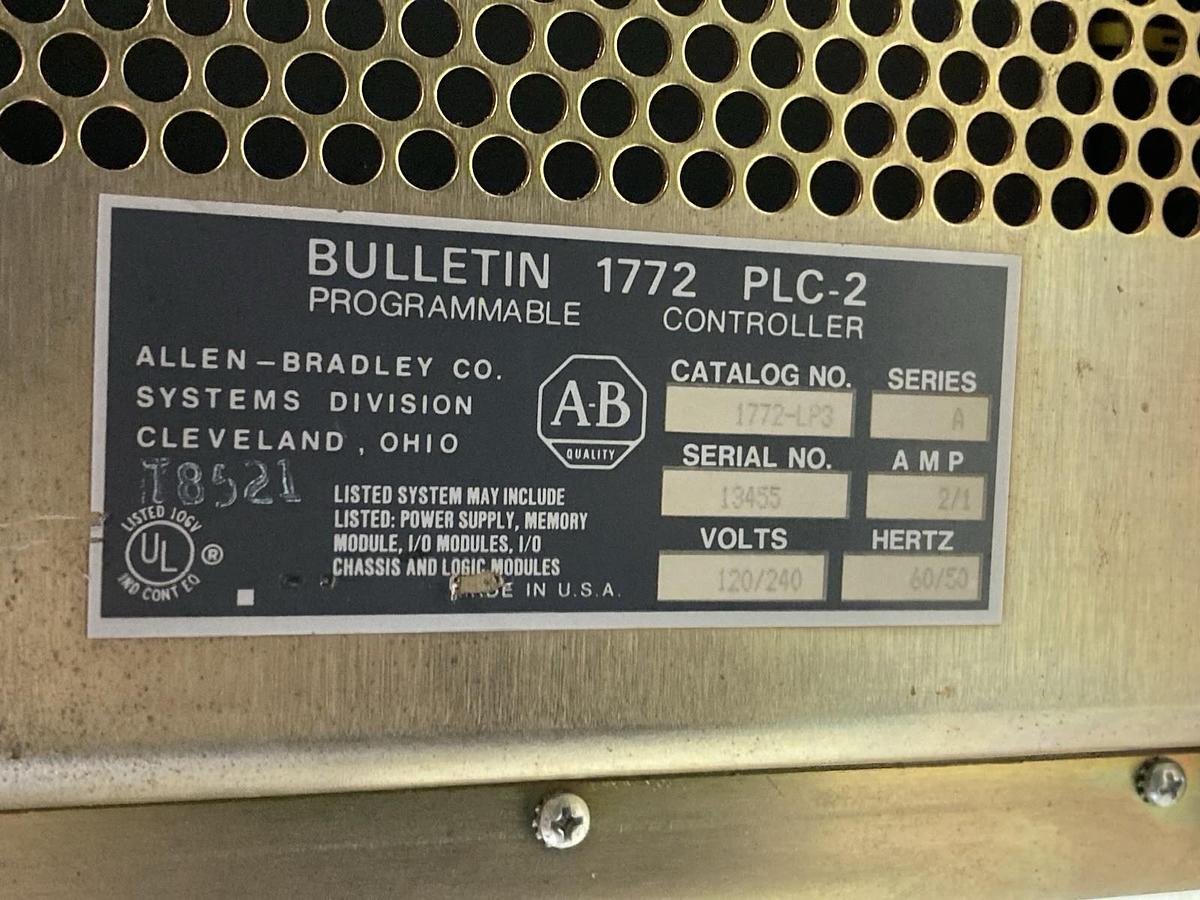 BULLETIN 1772 PLC-2
PROGRAMMABLE CONTROLLER
ALLEN-BRADLEY CO.
SYSTEMS DIVISION
CLEVELAND, OHIO
T8521
LISTED 10GV
UL ®
IND CONT EQ
LISTED SYSTEM MAY INCLUDE
LISTED: POWER SUPPLY, MEMORY
MODULE, I/O MODULES, I/O
CHASSIS AND LOGIC MODULES
MADE IN U.S.A.
A-B
QUALITY
CATALOG NO. SERIES
1772-LP3 A
SERIAL NO. AMP
13455 2/1
VOLTS HERTZ
120/240 60/50